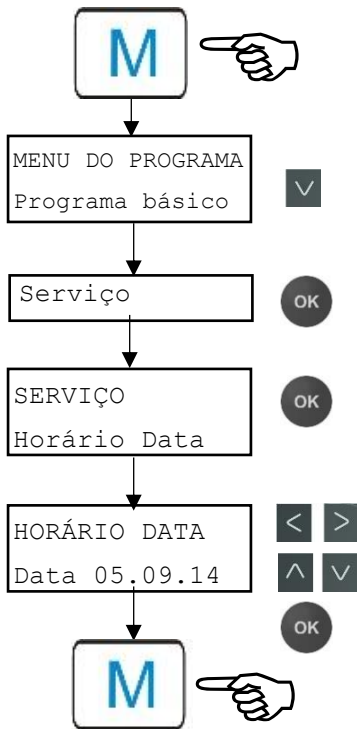 M
MENU DO PROGRAMA
Programa básico
Serviço
OK
SERVIÇO
OK
Horário Data
HORÁRIO DATA
Data 05.09.14
OK
M